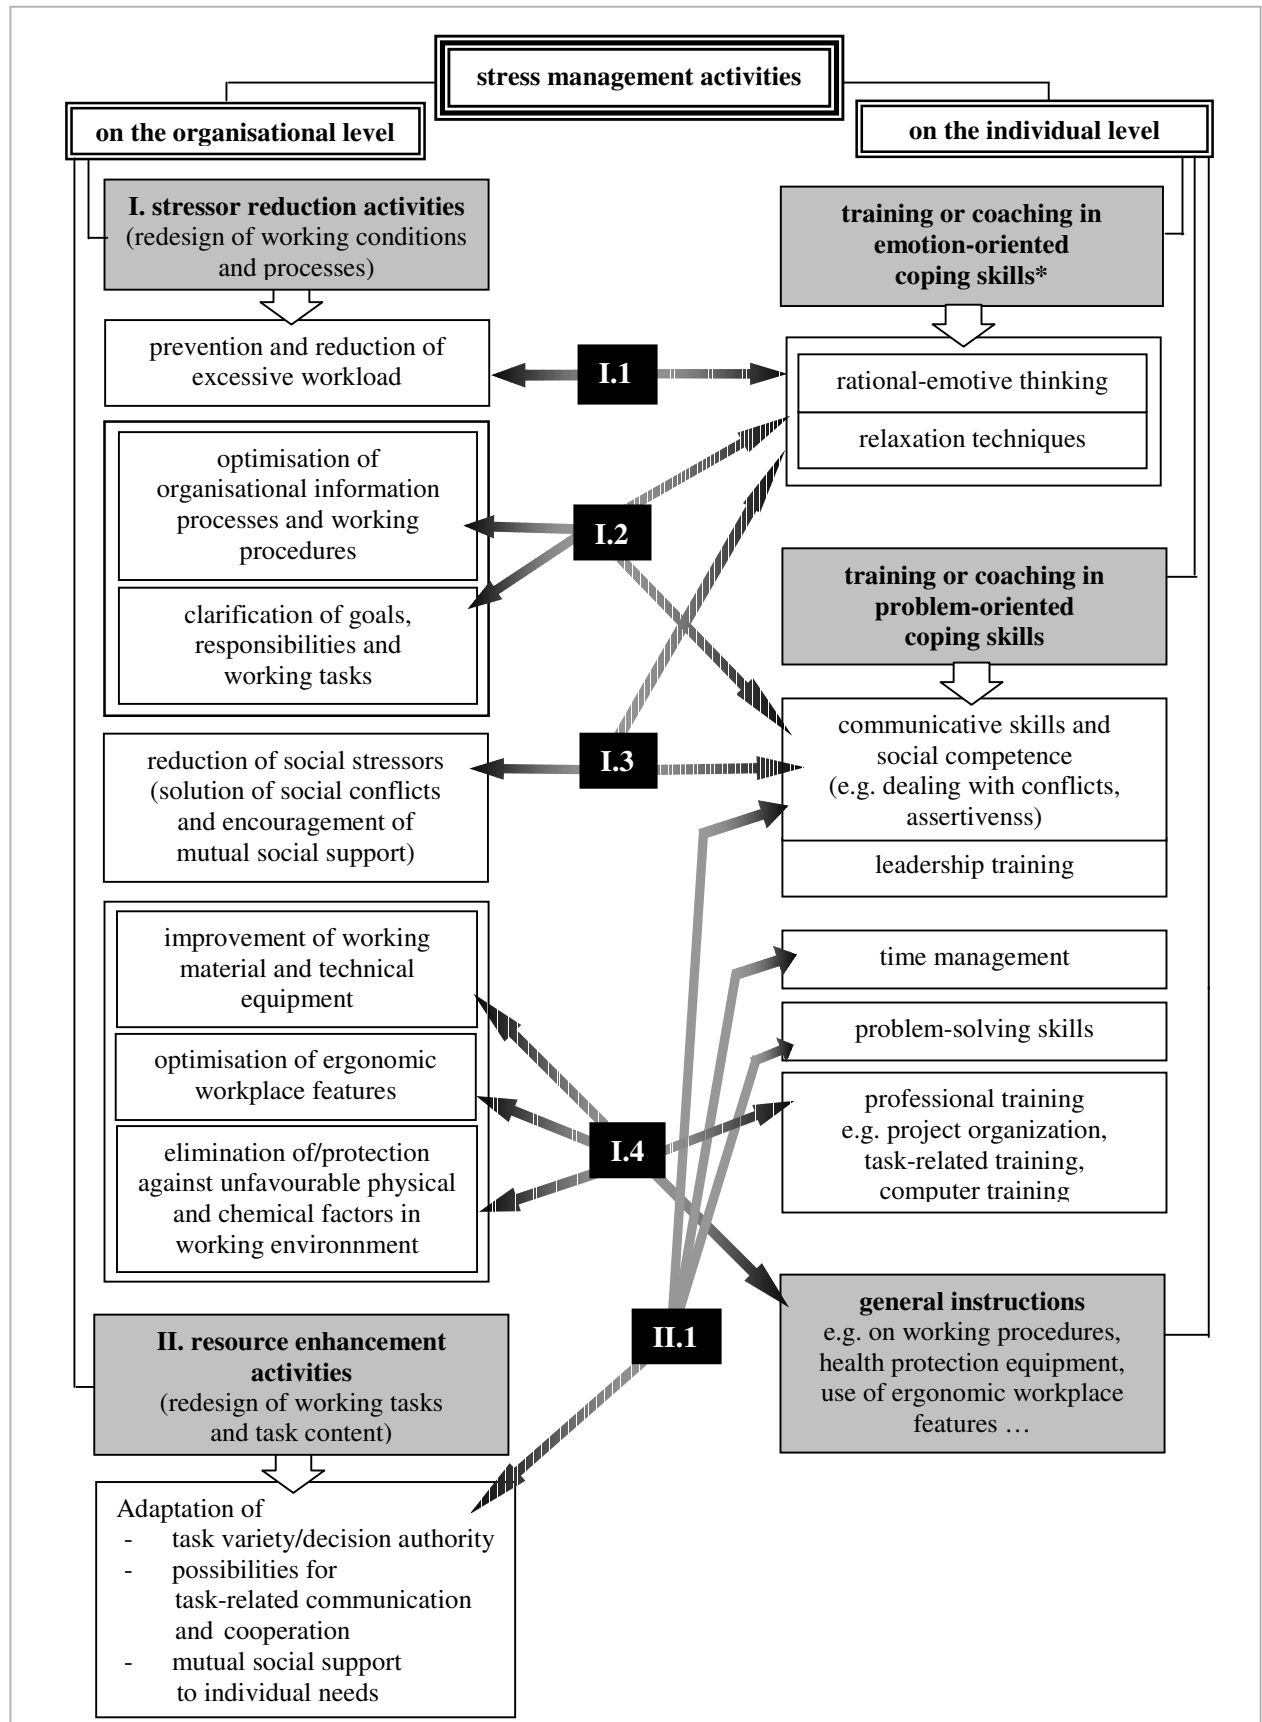 stress management activities
on the organisational level
on the individual level
I. stressor reduction activities
(redesign of working conditions
and processes)
prevention and reduction of
excessive workload
optimisation of
organisational information
processes and working
procedures
clarification of goals,
responsibilities and
working tasks
reduction of social stressors
(solution of social conflicts
and encouragement of
mutual social support)
improvement of working
material and technical
equipment
optimisation of ergonomic
workplace features
elimination of/protection
against unfavourable physical
and chemical factors in
working environnment
II. resource enhancement
activities
(redesign of working tasks
and task content)
Adaptation of
- task variety/decision authority
- possibilities for
task-related communication
and cooperation
- mutual social support
to individual needs
I.1
I.2
I.3
I.4
II.1
training or coaching in
emotion-oriented
coping skills*
rational-emotive thinking
relaxation techniques
training or coaching in
problem-oriented
coping skills
communicative skills and
social competence
(e.g. dealing with conflicts,
assertivenss)
leadership training
time management
problem-solving skills
professional training
e.g. project organization,
task-related training,
computer training
general instructions
e.g. on working procedures,
health protection equipment,
use of ergonomic workplace
features …